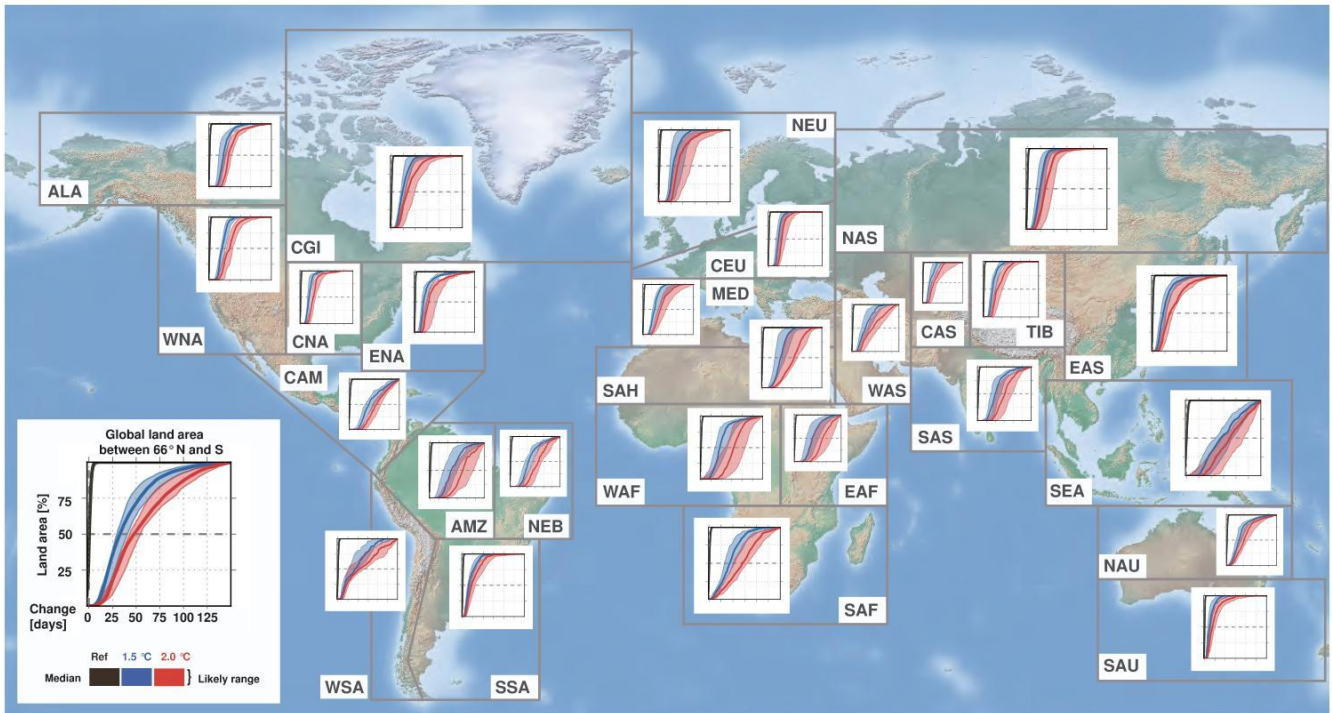 NEU
ALA
CGI
NAS
CEU
MED
CAS
TIB
WNA
CNA
ENA
EAS
CAM
SAH
WAS
SAS
Global land area
between 66° N and S
Land area [%]
75
50
25
Change
[days]
0 25 50 75 100 125
Ref 1.5 °C 2.0 °C
Median } Likely range
WAF
EAF
SEA
AMZ
NEB
NAU
SAF
SAU
WSA
SSA